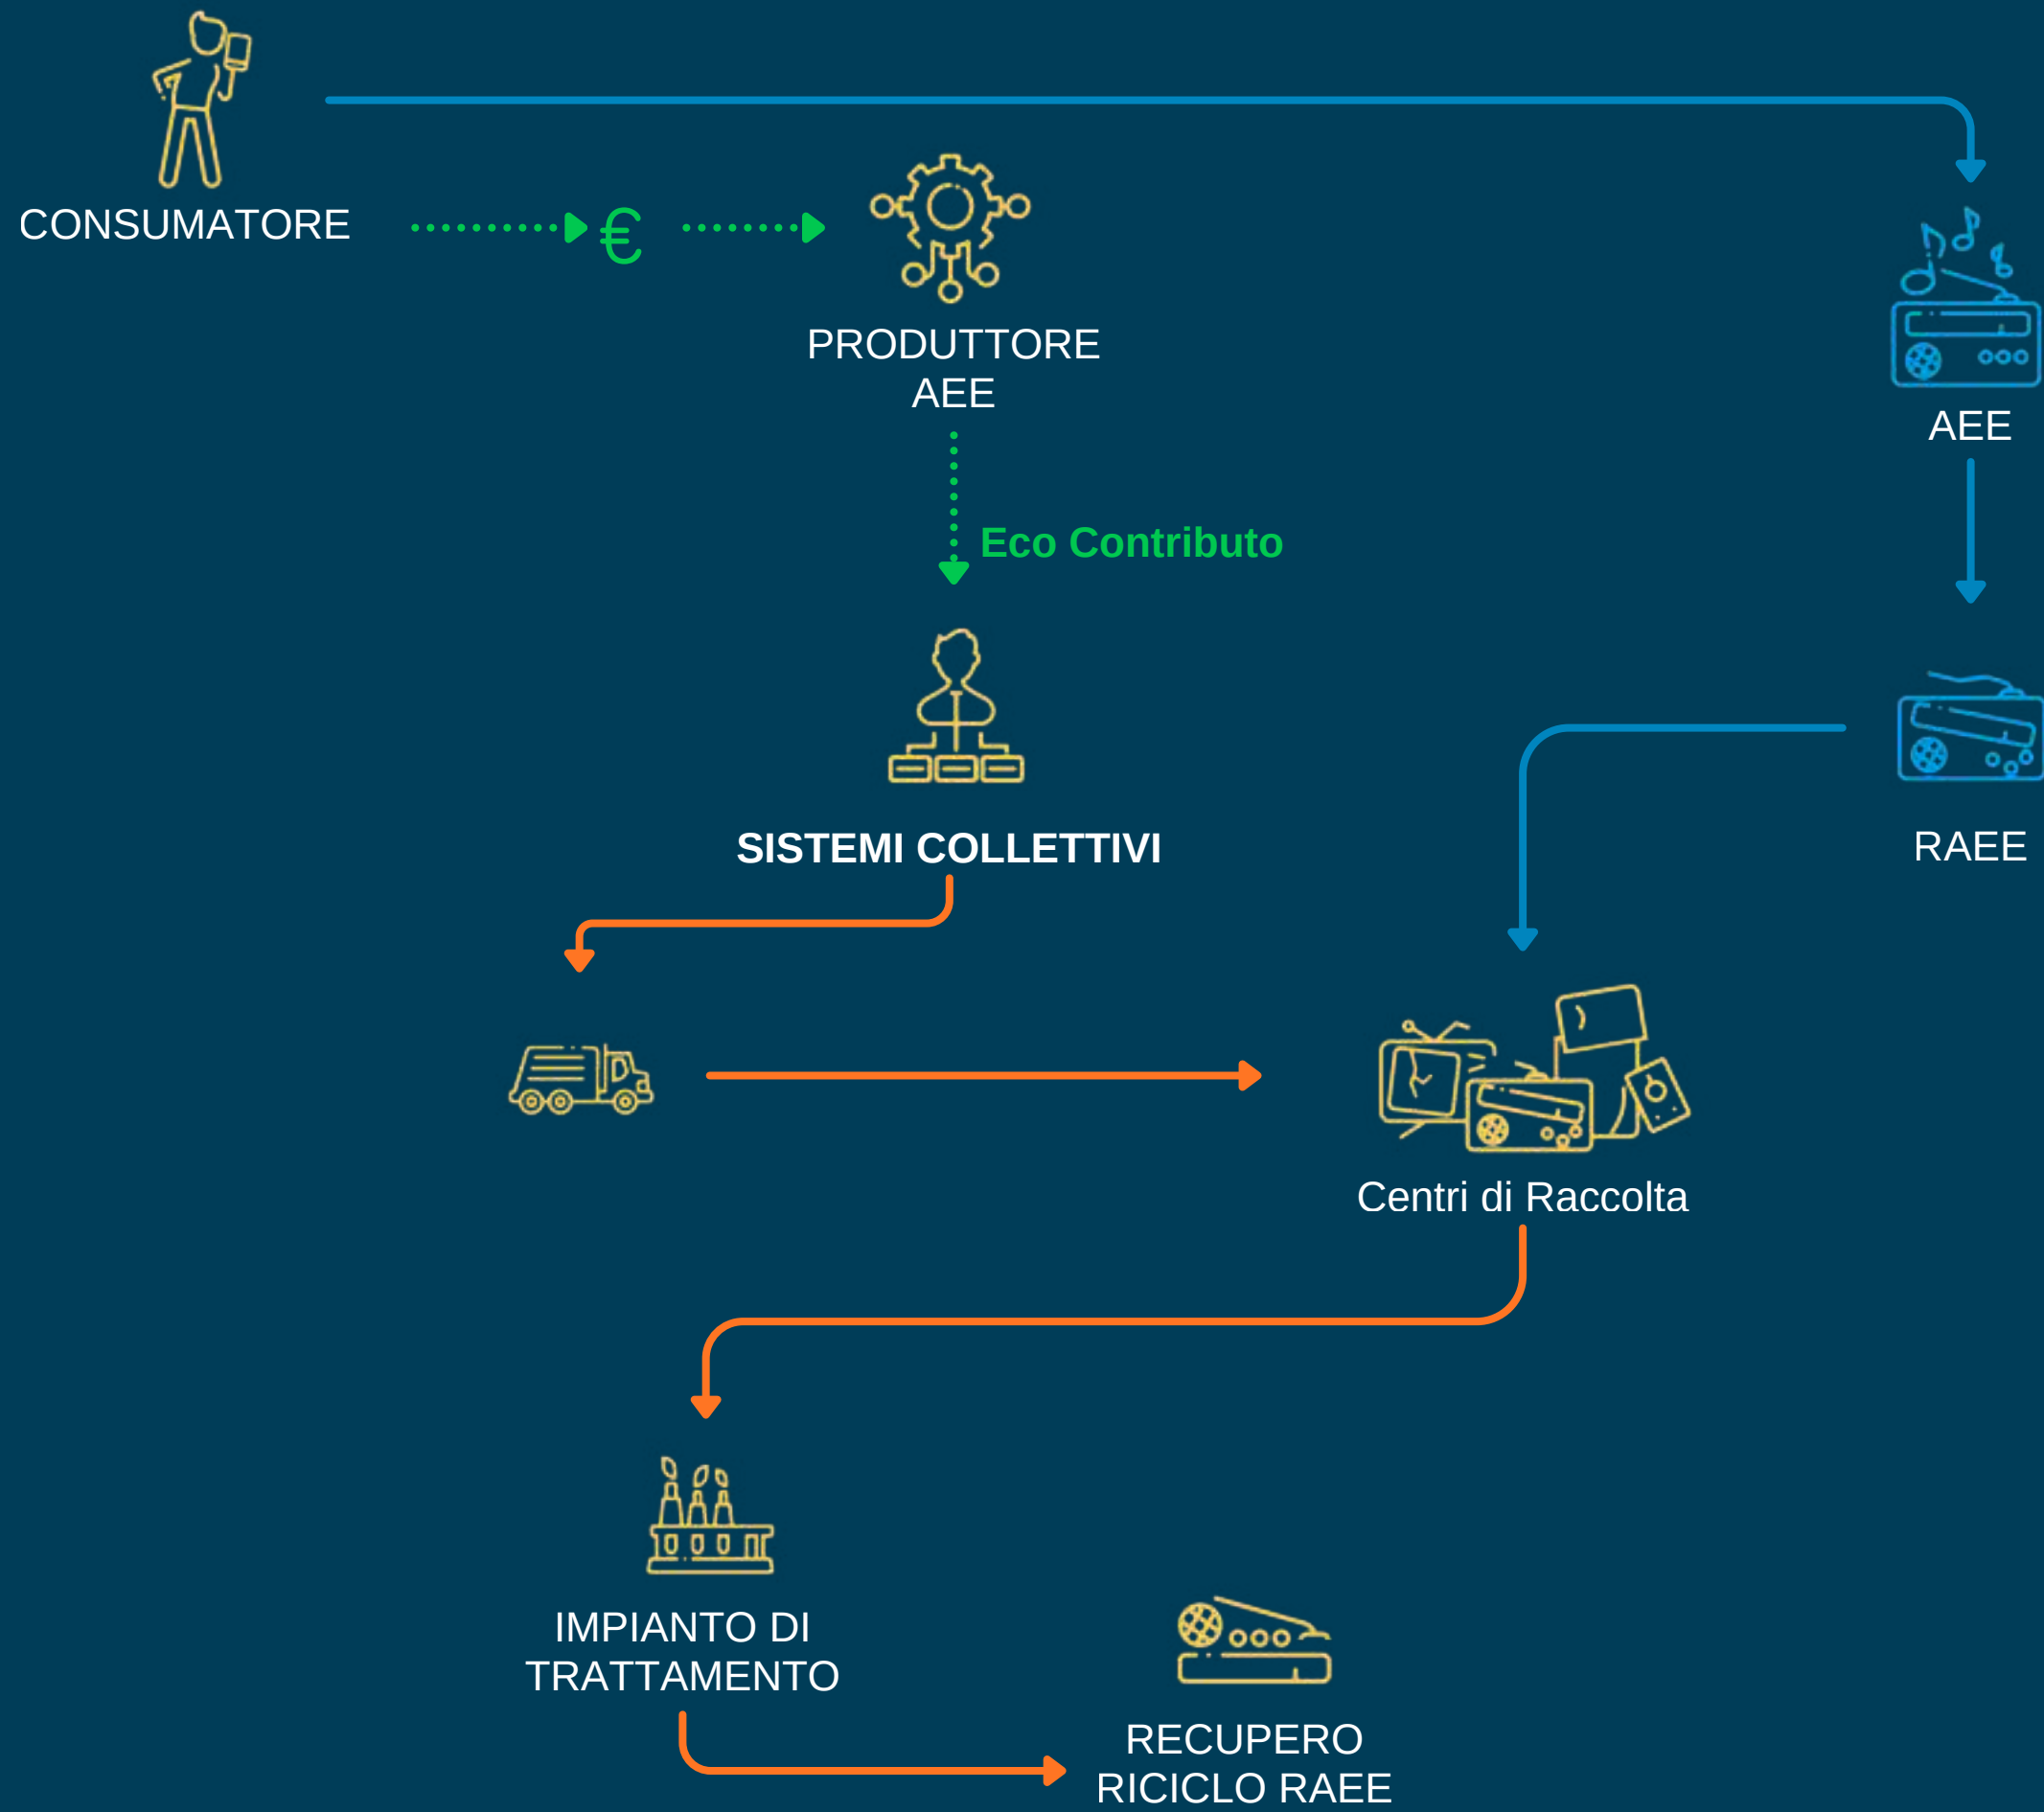 CONSUMATORE
€
PRODUTTORE
AEE
AEE
Eco Contributo
SISTEMI COLLETTIVI
RAEE
Centri di Raccolta
IMPIANTO DI
TRATTAMENTO
RECUPERO
RICICLO RAEE